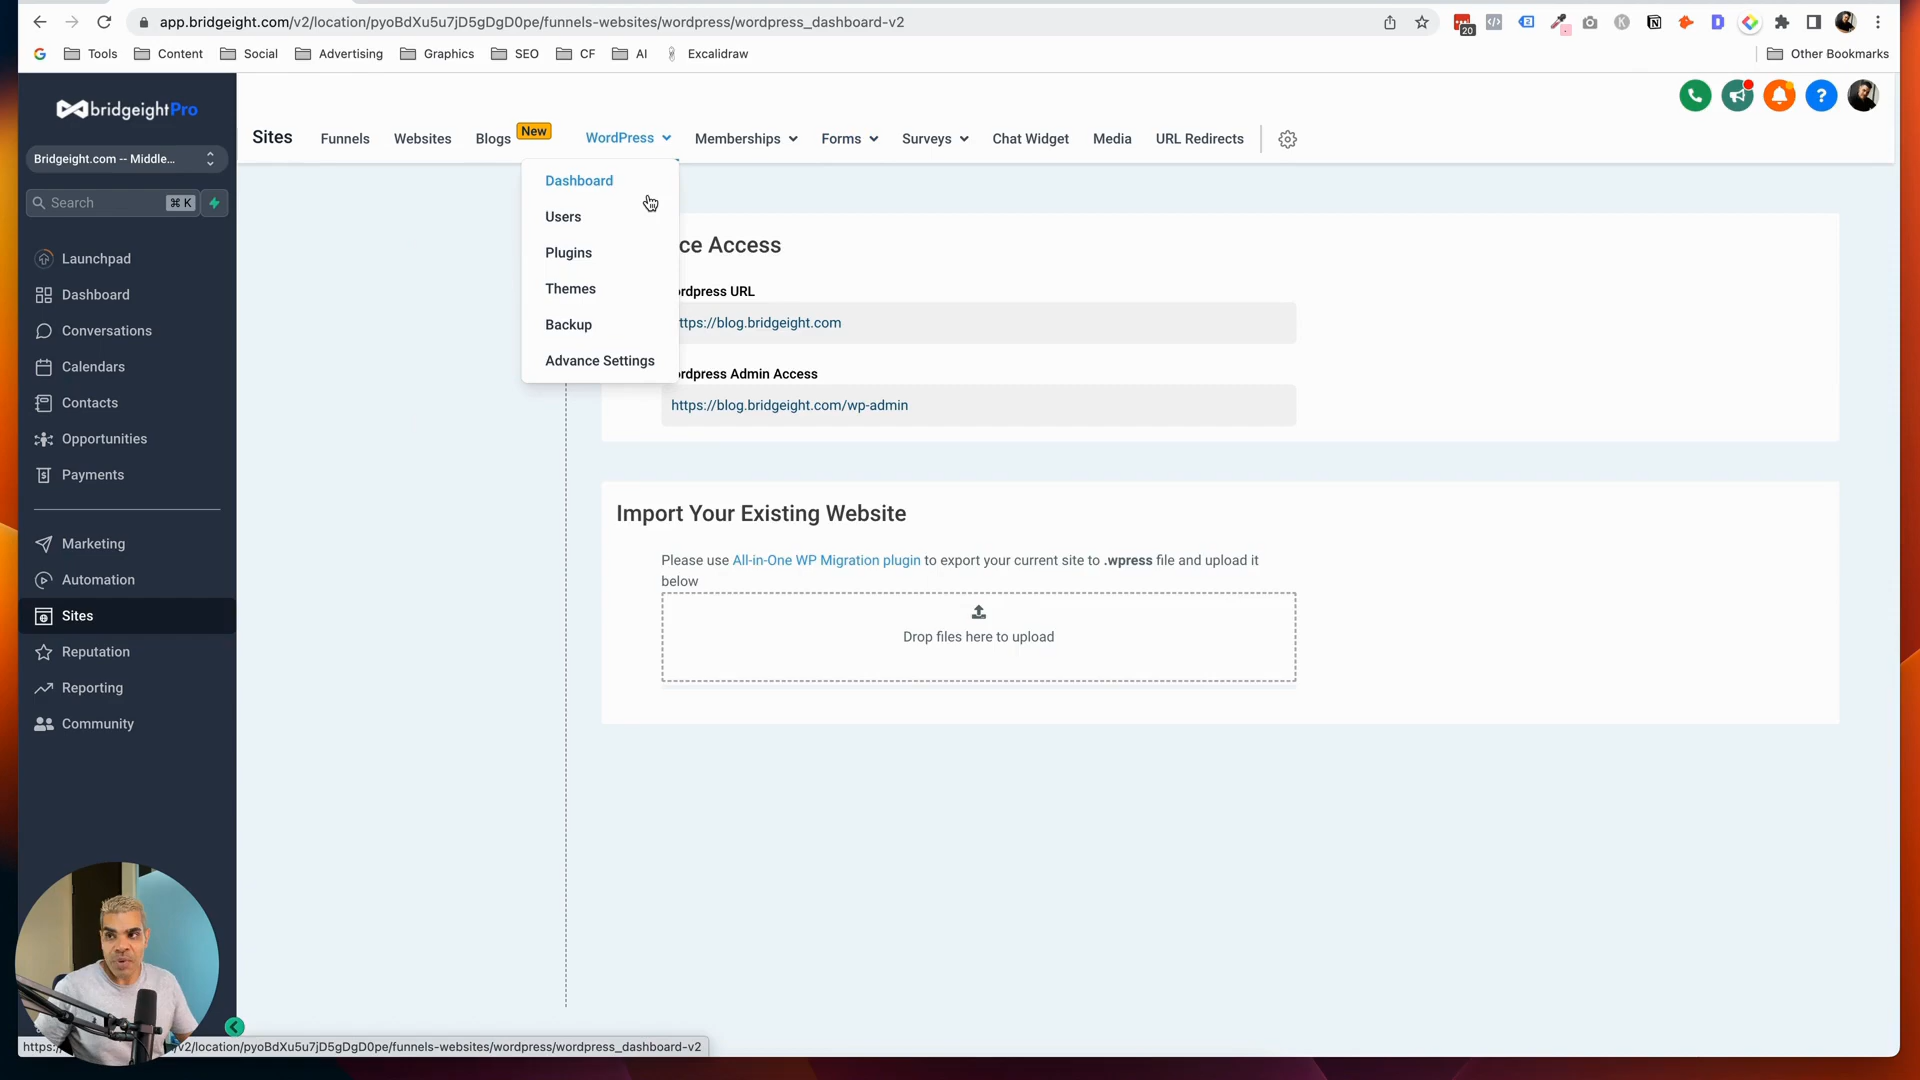 app.bridgeight.com/v2/location/pyoBdXu5u7jD5gDgD0pe/funnels-websites/wordpress/wordpress_dashboard-v2
20
Tools
Content
Social
Advertising
Graphics
SEO
CF
AI
Excalidraw
Other Bookmarks
bridgeightPro
Bridgeight.com -- Middle...
Search
⌘ K
Launchpad
Dashboard
Conversations
Calendars
Contacts
Opportunities
Payments
Marketing
Automation
Sites
Reputation
Reporting
Community
Sites
Funnels
Websites
Blogs
New
WordPress
Memberships
Forms
Surveys
Chat Widget
Media
URL Redirects
Dashboard
Users
Plugins
Themes
Backup
Advance Settings
ce Access
ordpress URL
ttps://blog.bridgeight.com
ordpress Admin Access
https://blog.bridgeight.com/wp-admin
Import Your Existing Website
Please use All-in-One WP Migration plugin to export your current site to .wpress file and upload it
below
Drop files here to upload
https:/
/v2/location/pyoBdXu5u7jD5gDgD0pe/funnels-websites/wordpress/wordpress_dashboard-v2